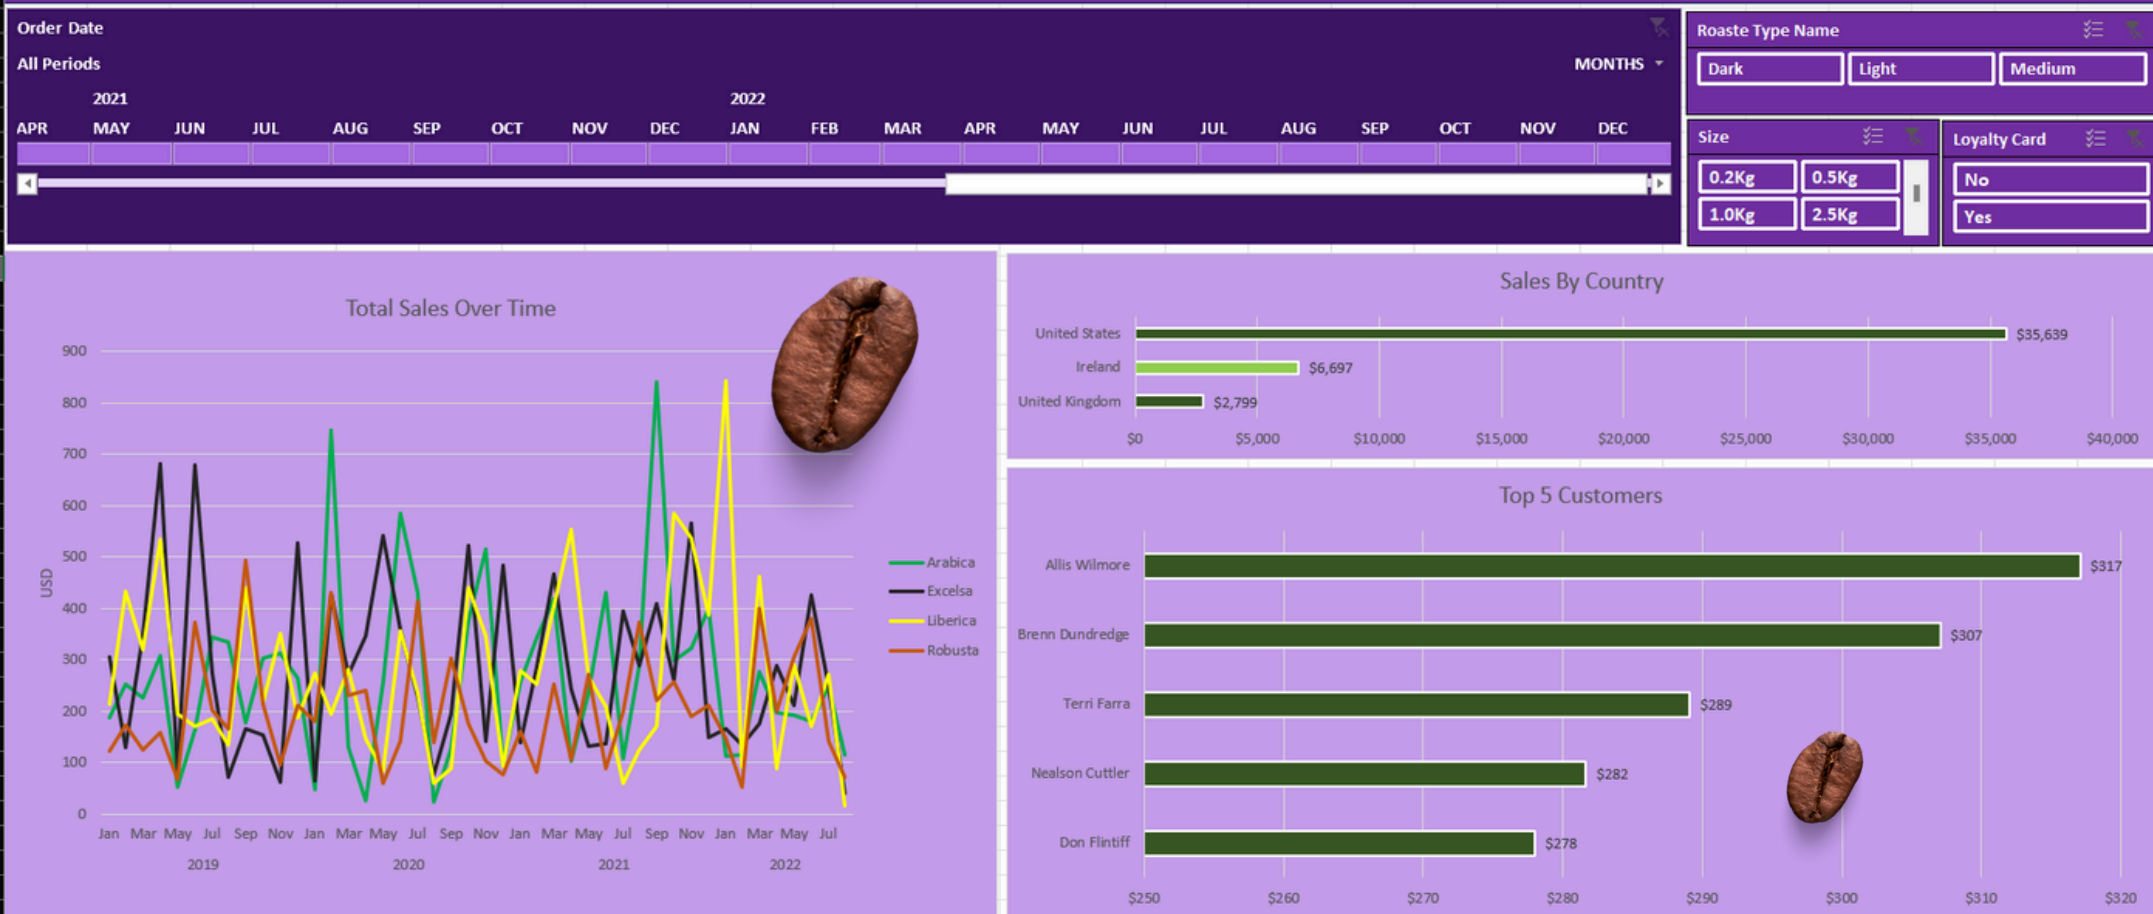 Order Date
All Periods
MONTHS
2021 2022
APR MAY JUN JUL AUG SEP OCT NOV DEC JAN FEB MAR APR MAY JUN JUL AUG SEP OCT NOV DEC
Roaste Type Name
Dark Light Medium
Size
0.2Kg 0.5Kg
1.0Kg 2.5Kg
Loyalty Card
No
Yes
Total Sales Over Time
900
800
700
600
500
400
300
200
100
0
USD
Jan Mar May Jul Sep Nov Jan Mar May Jul Sep Nov Jan Mar May Jul Sep Nov Jan Mar May Jul
2019 2020 2021 2022
Arabica
Excelsa
Liberica
Robusta
Sales By Country
United States $35,639
Ireland $6,697
United Kingdom $2,799
$0 $5,000 $10,000 $15,000 $20,000 $25,000 $30,000 $35,000 $40,000
Top 5 Customers
Allis Wilmore $317
Brenn Dundredge $307
Terri Farra $289
Nealson Cuttler $282
Don Flintiff $278
$250 $260 $270 $280 $290 $300 $310 $320